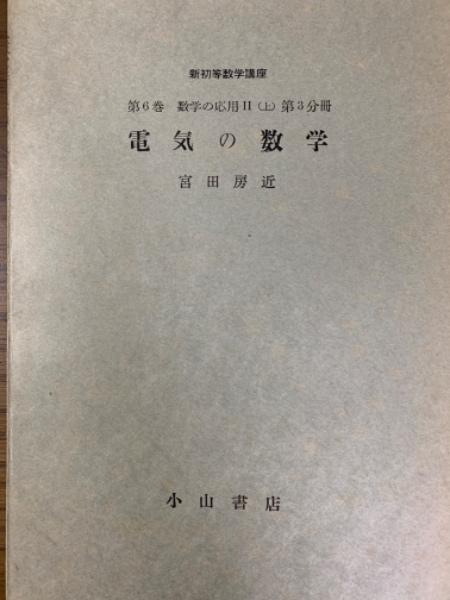 新初等数学講座
第6巻 数学の応用II(上)第3分冊
電気の数学
宮田房近
小山書店